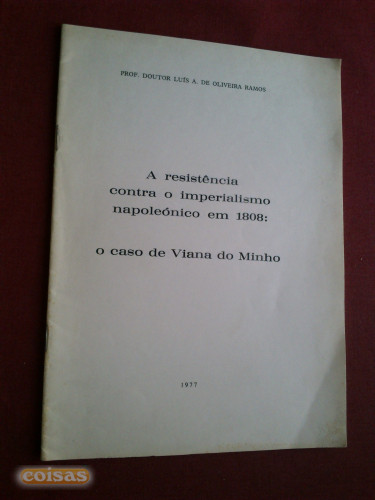 PROF. DOUTOR LUÍS A. DE OLIVEIRA RAMOS
A resistência
contra o imperialismo
napoleónico em 1808:
o caso de Viana do Minho
1977
coisas